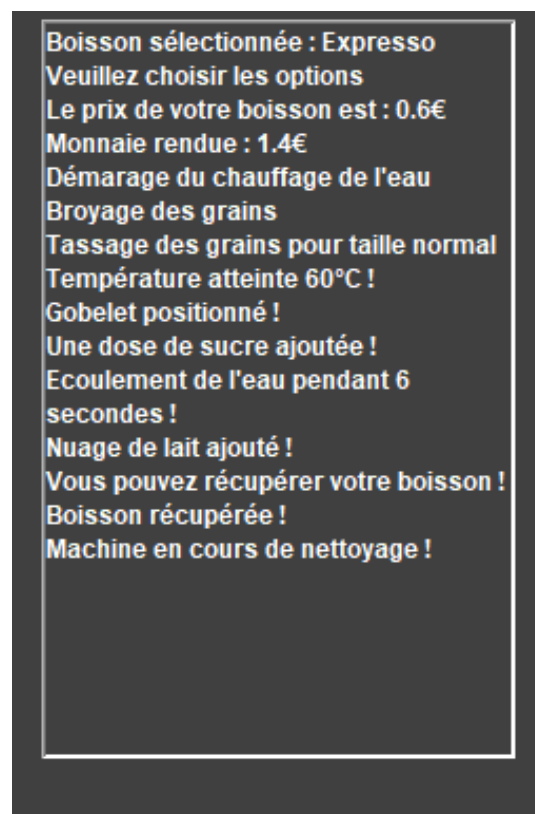 Boisson sélectionnée : Expresso
Veuillez choisir les options
Le prix de votre boisson est : 0.6€
Monnaie rendue : 1.4€
Démarage du chauffage de l'eau
Broyage des grains
Tassage des grains pour taille normal
Température atteinte 60°C !
Gobelet positionné !
Une dose de sucre ajoutée !
Ecoulement de l'eau pendant 6
secondes !
Nuage de lait ajouté !
Vous pouvez récupérer votre boisson !
Boisson récupérée !
Machine en cours de nettoyage !